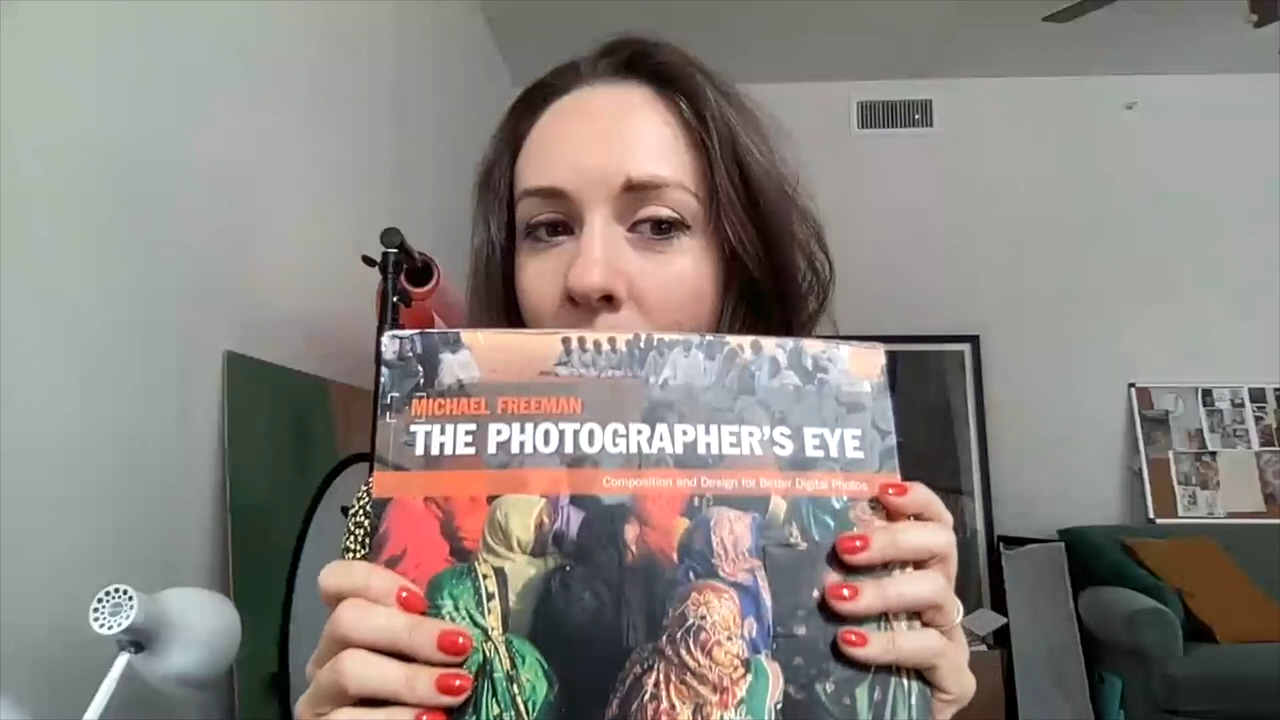 MICHAEL FREEMAN
THE PHOTOGRAPHER'S EYE
Composition and Design for Better Digital Photos